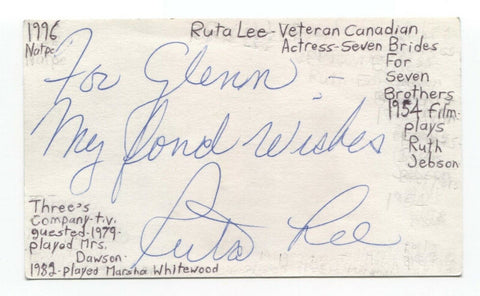 1996
Notpc
Ruta Lee-Veteran Canadian
Actress-Seven Brides
For
Seven
Brothers
1954 film
plays
Ruth
Jebson
For Glenn -
My fond wishes
Ruta Lee
Three's
Company-t.v.
guested-1979-
played Mrs.
Dawson.
1982-played Marsha Whitewood